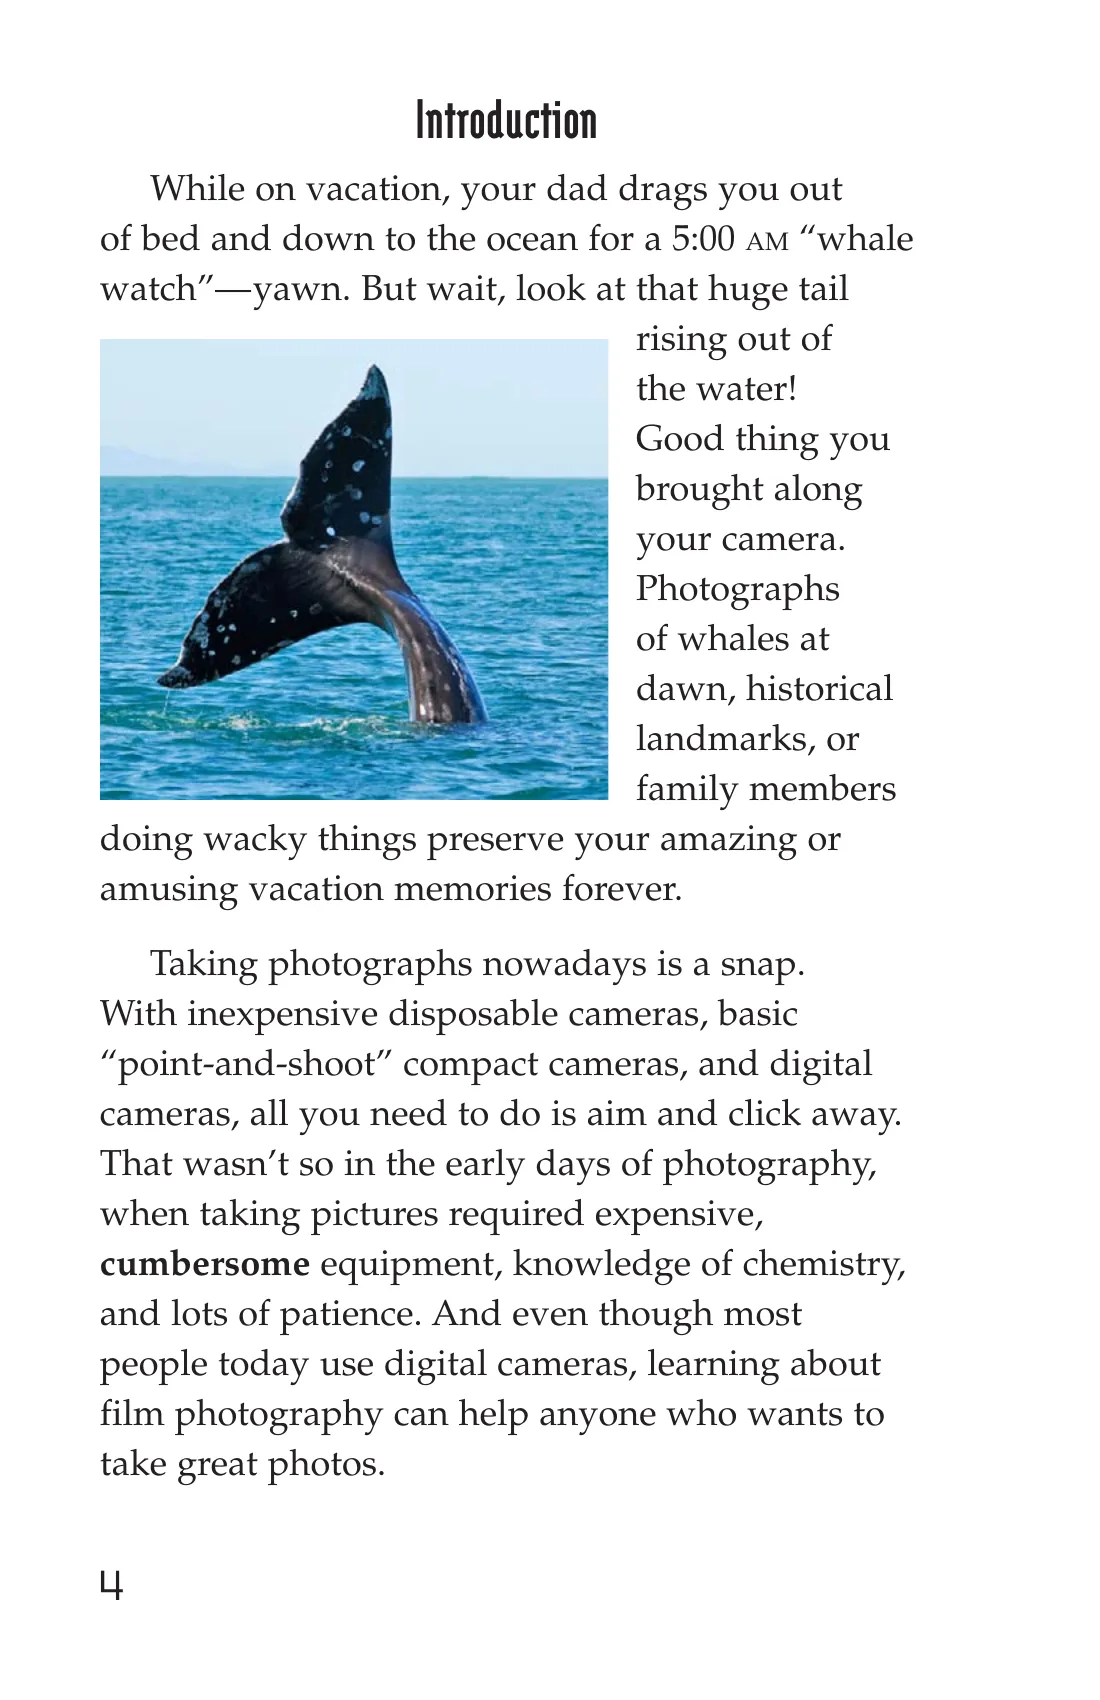 Introduction
While on vacation, your dad drags you out
of bed and down to the ocean for a 5:00 AM “whale
watch”—yawn. But wait, look at that huge tail
rising out of
the water!
Good thing you
brought along
your camera.
Photographs
of whales at
dawn, historical
landmarks, or
family members
doing wacky things preserve your amazing or
amusing vacation memories forever.
Taking photographs nowadays is a snap.
With inexpensive disposable cameras, basic
“point-and-shoot” compact cameras, and digital
cameras, all you need to do is aim and click away.
That wasn’t so in the early days of photography,
when taking pictures required expensive,
cumbersome equipment, knowledge of chemistry,
and lots of patience. And even though most
people today use digital cameras, learning about
film photography can help anyone who wants to
take great photos.
4